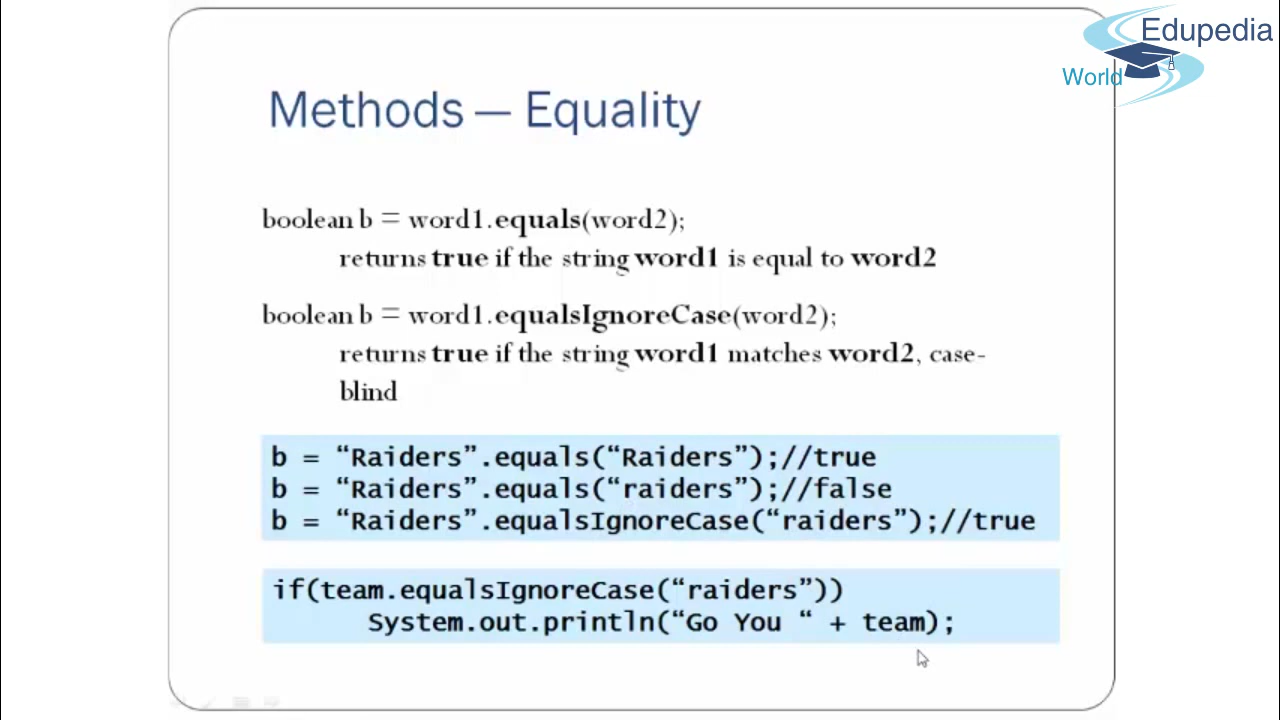 Edupedia
World
Methods — Equality
boolean b = word1.equals(word2);
returns true if the string word1 is equal to word2
boolean b = word1.equalsIgnoreCase(word2);
returns true if the string word1 matches word2, case-
blind
b = “Raiders”.equals(“Raiders”);//true
b = “Raiders”.equals(“raiders”);//false
b = “Raiders”.equalsIgnoreCase(“raiders”);//true
if(team.equalsIgnoreCase(“raiders”))
System.out.println(“Go You “ + team);